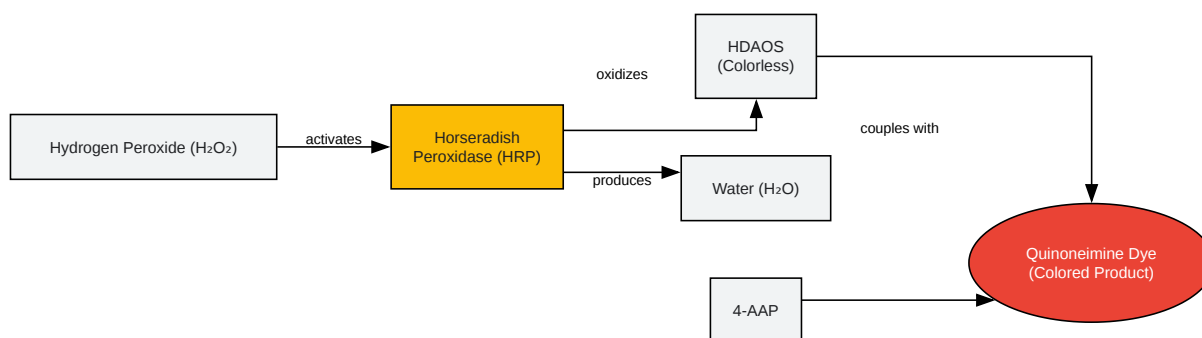 Hydrogen Peroxide (H₂O₂)
activates
Horseradish
Peroxidase (HRP)
oxidizes
HDAOS
(Colorless)
produces
Water (H₂O)
couples with
4-AAP
Quinoneimine Dye
(Colored Product)